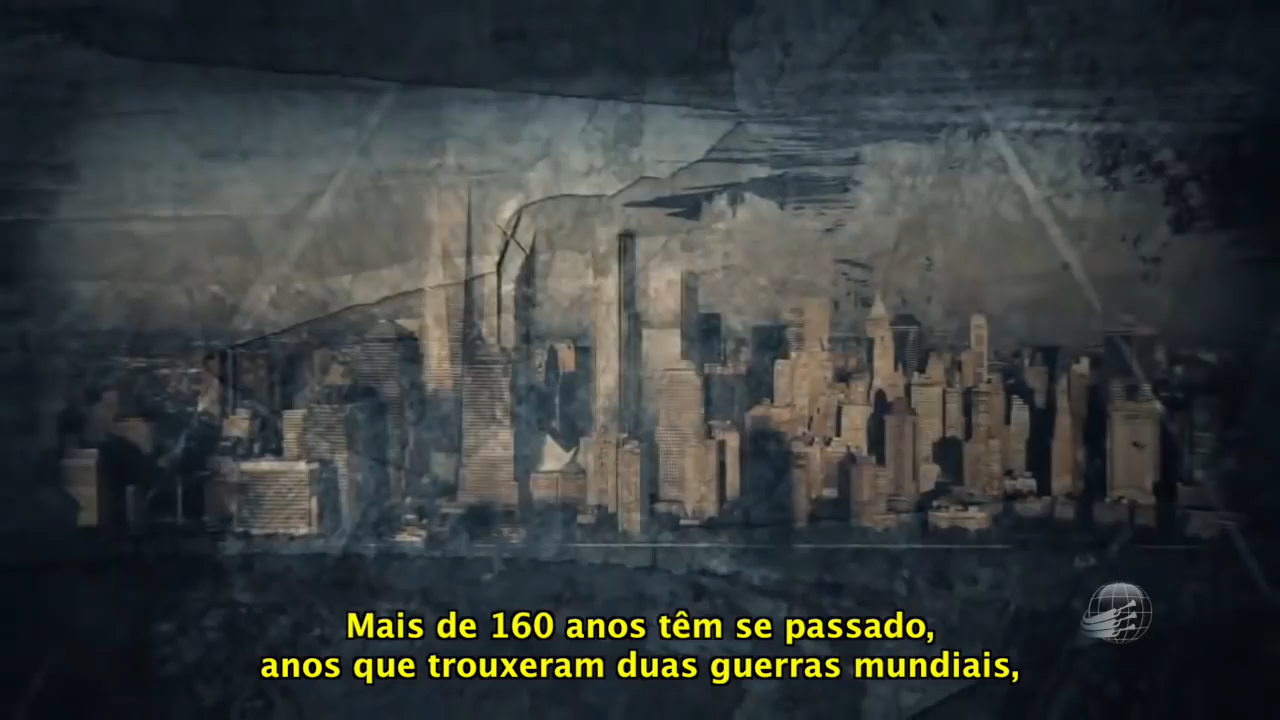 Mais de 160 anos têm se passado,
anos que trouxeram duas guerras mundiais,